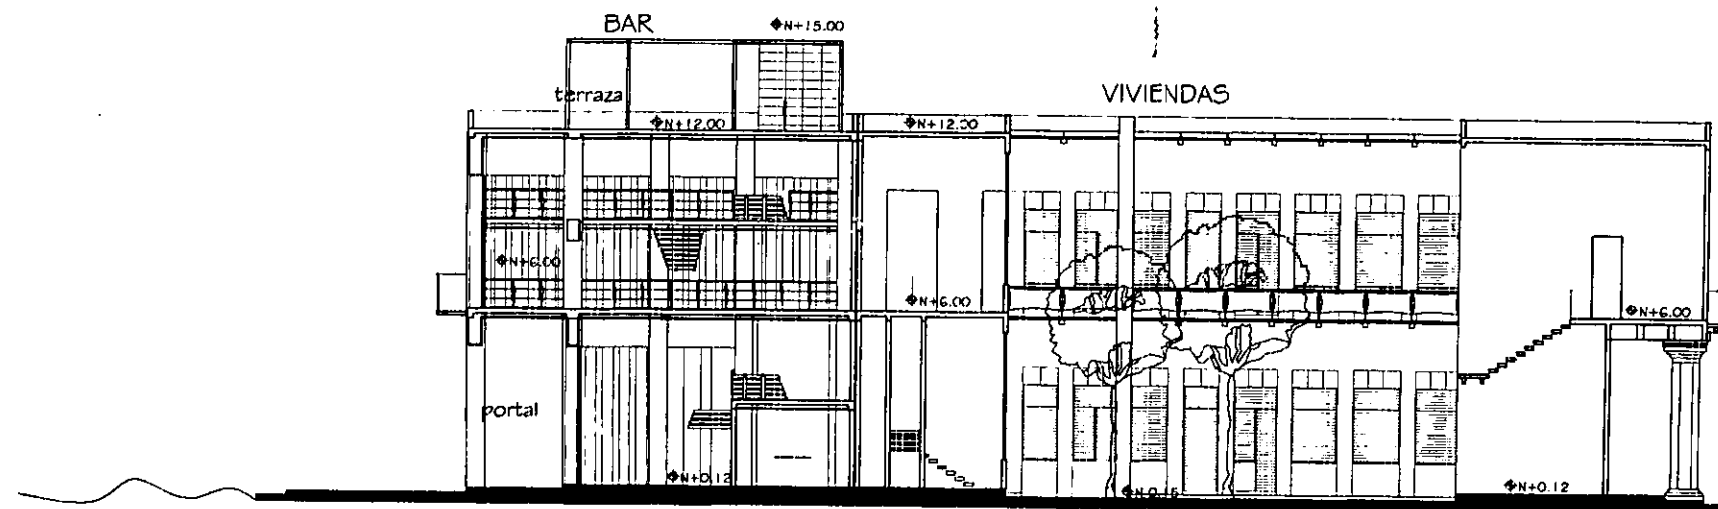 BAR
N+15.00
terraza
VIVIENDAS
N+12.00
N+12.00
N+6.00
N+6.00
N+6.00
portal
N+0.12
N+0.12